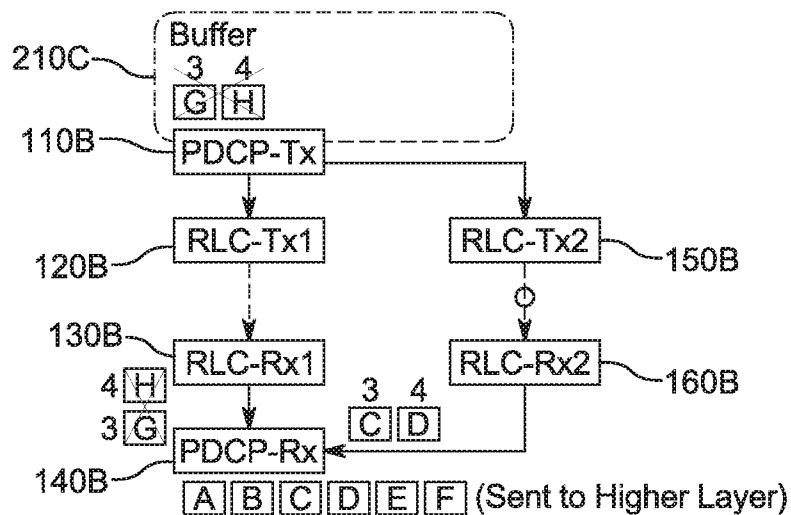 Buffer
210C
3 4
G H
110B
PDCP-Tx
RLC-Tx1
RLC-Tx2
120B
150B
130B
RLC-Rx1
RLC-Rx2
160B
4 H
3 4
3 G
C D
PDCP-Rx
140B
A B C D E F (Sent to Higher Layer)